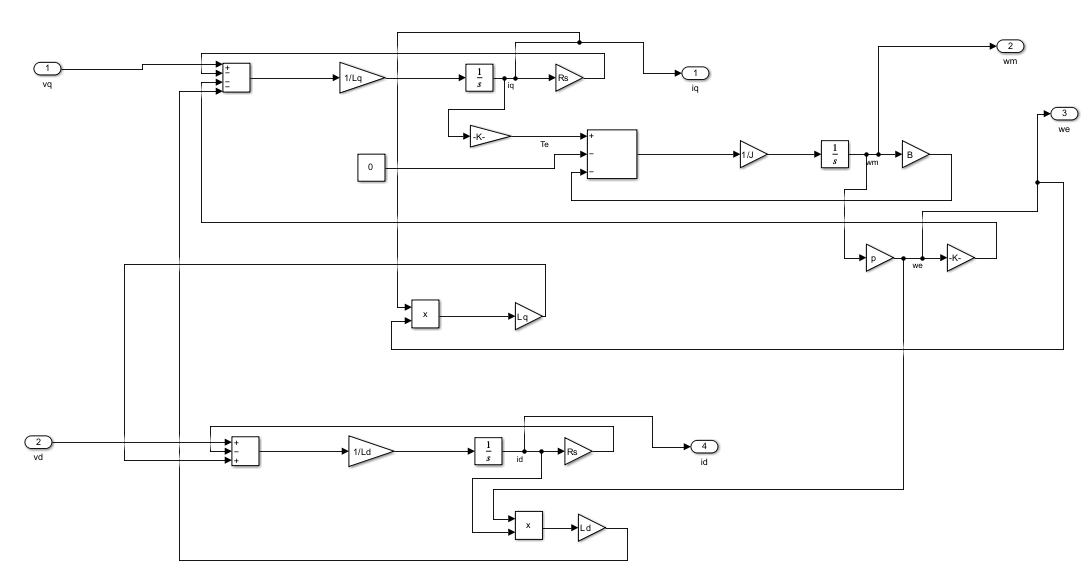 1
vq
+
−
−
−
1/Lq
1
s
iq
Rs
1
iq
2
wm
3
we
-K-
Te
0
+
−
−
1/J
1
s
wm
B
p
we
-K-
x
Lq
2
vd
+
−
+
1/Ld
1
s
id
Rs
4
id
x
Ld